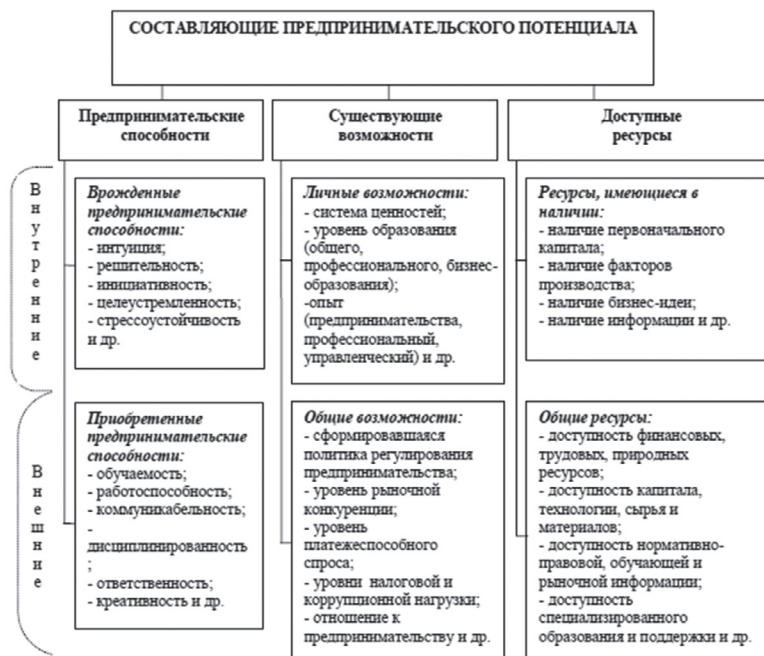 СОСТАВЛЯЮЩИЕ ПРЕДПРИНИМАТЕЛЬСКОГО ПОТЕНЦИАЛА
Предпринимательские
способности
Существующие
возможности
Доступные
ресурсы
Внутренние
Врожденные
предпринимательские
способности:
- интуиция;
- решительность;
- инициативность;
- целеустремленность;
- стрессоустойчивость
и др.
Личные возможности:
- система ценностей;
- уровень образования
(общего,
профессионального, бизнес-
образования);
-опыт
(предпринимательства,
профессиональный,
управленческий) и др.
Ресурсы, имеющиеся в
наличии:
- наличие первоначального
капитала;
- наличие факторов
производства;
- наличие бизнес-идеи;
- наличие информации и др.
Внешние
Приобретенные
предпринимательские
способности:
- обучаемость;
- работоспособность;
- коммуникабельность;
-
дисциплинированность
;
- ответственность;
- креативность и др.
Общие возможности:
- сформировавшаяся
политика регулирования
предпринимательства;
- уровень рыночной
конкуренции;
- уровень
платежеспособного
спроса;
- уровни налоговой и
коррупционной нагрузки;
- отношение к
предпринимательству и др.
Общие ресурсы:
- доступность финансовых,
трудовых, природных
ресурсов;
- доступность капитала,
технологии, сырья и
материалов;
- доступность нормативно-
правовой, обучающей и
рыночной информации;
- доступность
специализированного
образования и поддержки и др.